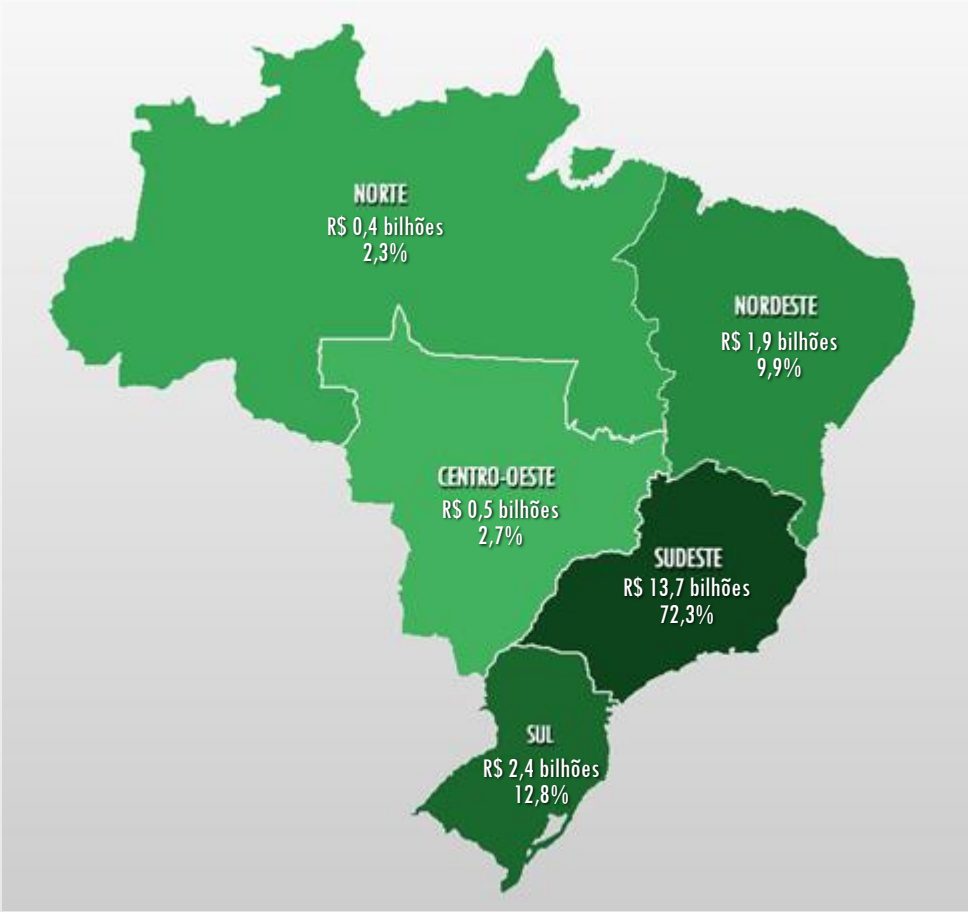 NORTE
R$ 0,4 bilhões
2,3%
NORDESTE
R$ 1,9 bilhões
9,9%
CENTRO-OESTE
R$ 0,5 bilhões
2,7%
SUDESTE
R$ 13,7 bilhões
72,3%
SUL
R$ 2,4 bilhões
12,8%